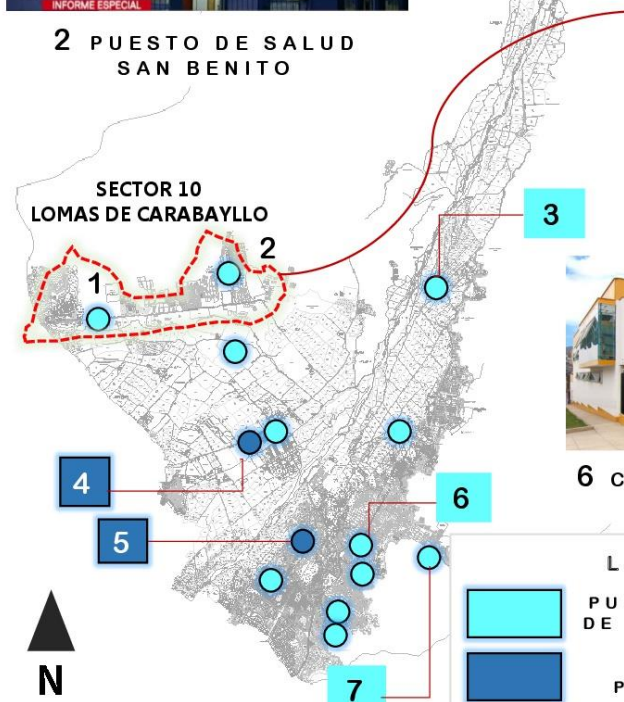 INFORME ESPECIAL
2 PUESTO DE SALUD
SAN BENITO
SECTOR 10
LOMAS DE CARABAYLLO
1
2
3
4
5
6
6 C
7
N
L
PU
DE
P